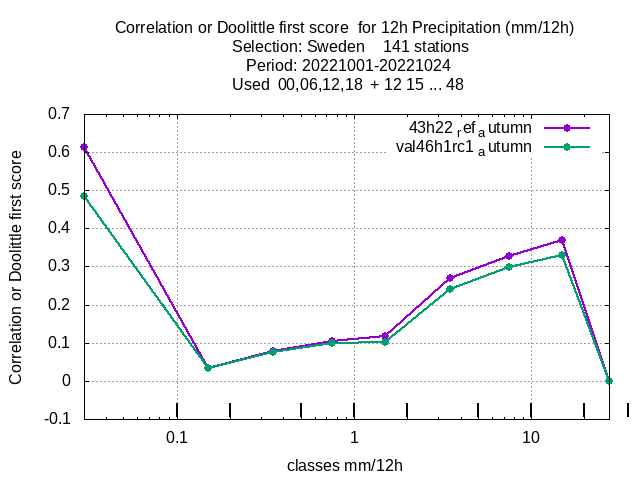 Correlation or Doolittle first score  for 12h Precipitation (mm/12h)
Selection: Sweden    141 stations
Period: 20221001-20221024
Used  00,06,12,18  + 12 15 ... 48
0.7
0.6
0.5
0.4
0.3
0.2
0.1
0
-0.1
Correlation or Doolittle first score
43h22 ref a utumn
val46h1rc1 a utumn
0.1
1
10
classes mm/12h